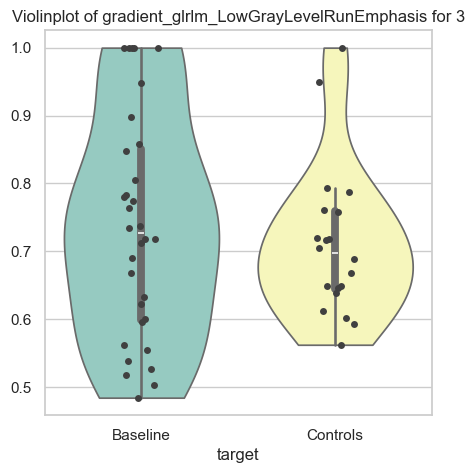 Violinplot of gradient_glrlm_LowGrayLevelRunEmphasis for 3
1.0
0.9
0.8
0.7
0.6
0.5
Baseline Controls
target